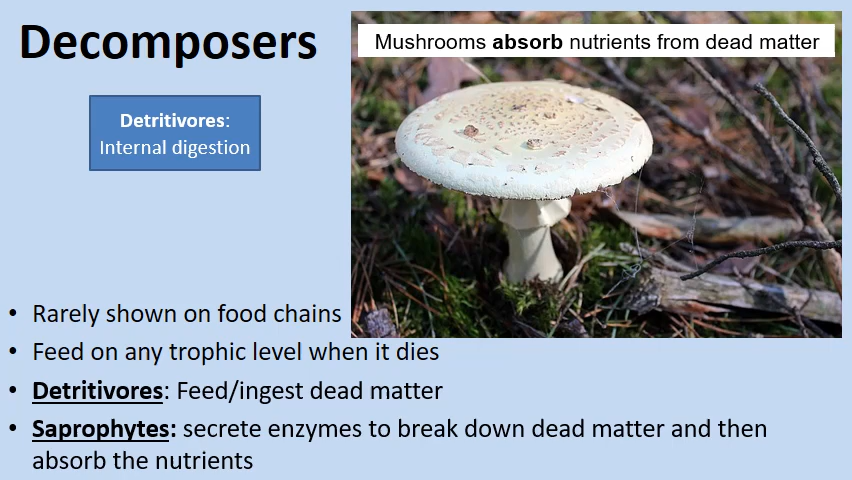 Decomposers
Mushrooms absorb nutrients from dead matter
Detritivores:
Internal digestion
• Rarely shown on food chains
• Feed on any trophic level when it dies
• Detritivores: Feed/ingest dead matter
• Saprophytes: secrete enzymes to break down dead matter and then
absorb the nutrients